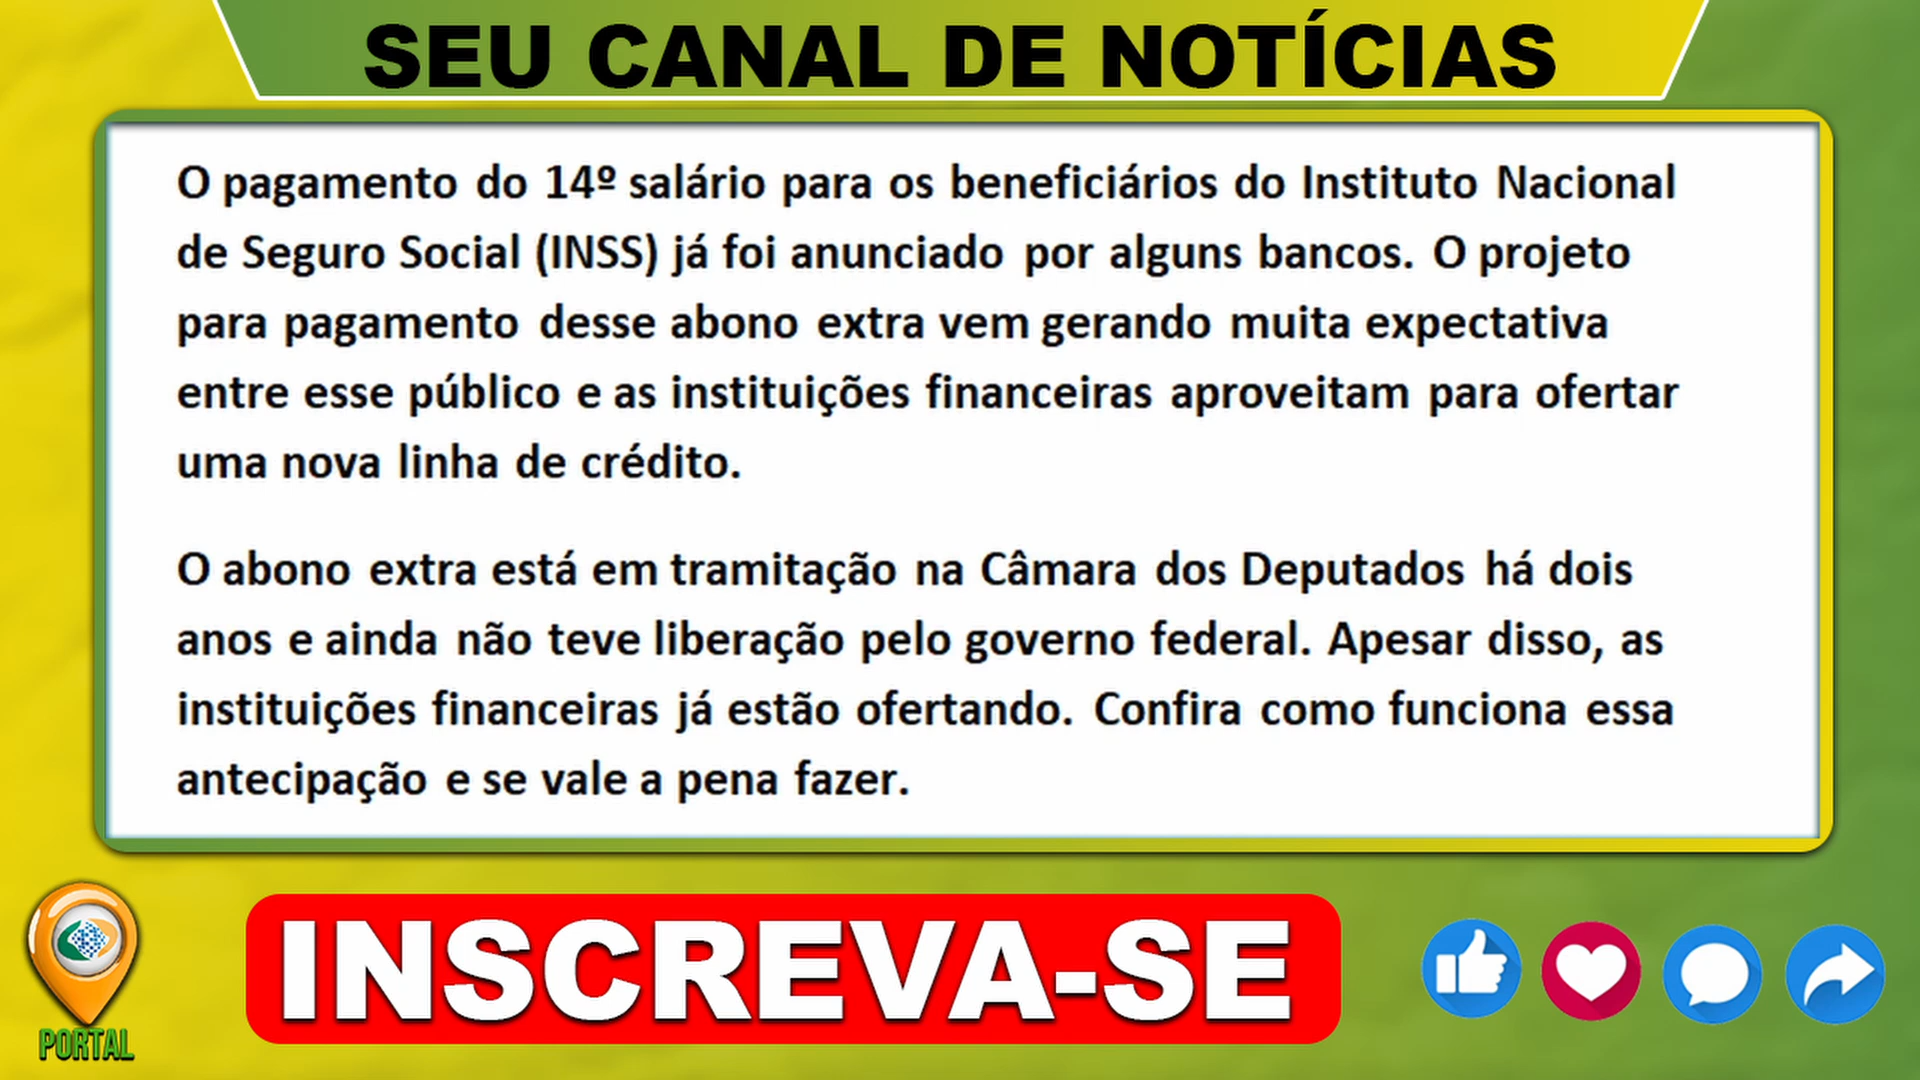 SEU CANAL DE NOTÍCIAS
O pagamento do 14º salário para os beneficiários do Instituto Nacional
de Seguro Social (INSS) já foi anunciado por alguns bancos. O projeto
para pagamento desse abono extra vem gerando muita expectativa
entre esse público e as instituições financeiras aproveitam para ofertar
uma nova linha de crédito.
O abono extra está em tramitação na Câmara dos Deputados há dois
anos e ainda não teve liberação pelo governo federal. Apesar disso, as
instituições financeiras já estão ofertando. Confira como funciona essa
antecipação e se vale a pena fazer.
INSCREVA-SE
PORTAL